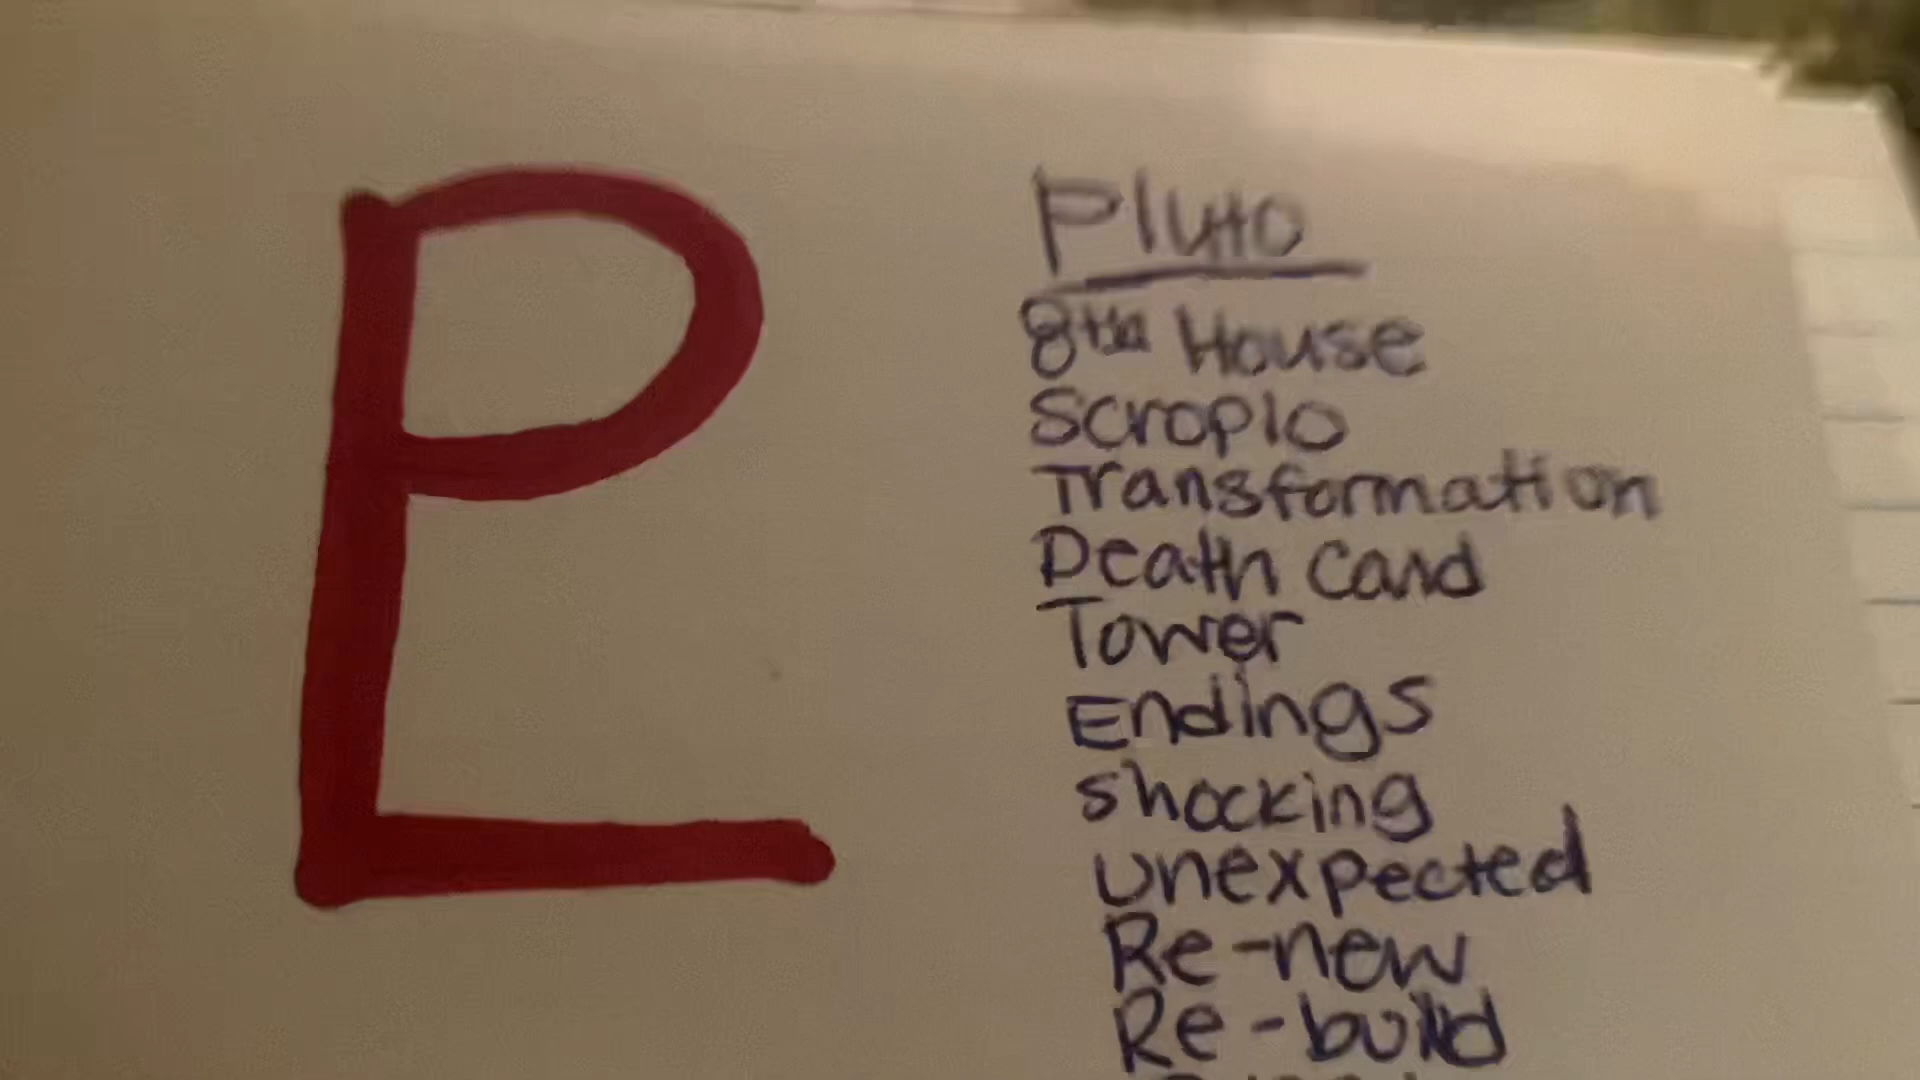 Pluto
8th House
Scroplo
Transformation
Death Card
Tower
Endings
shocking
unexpected
Re-new
Re-build